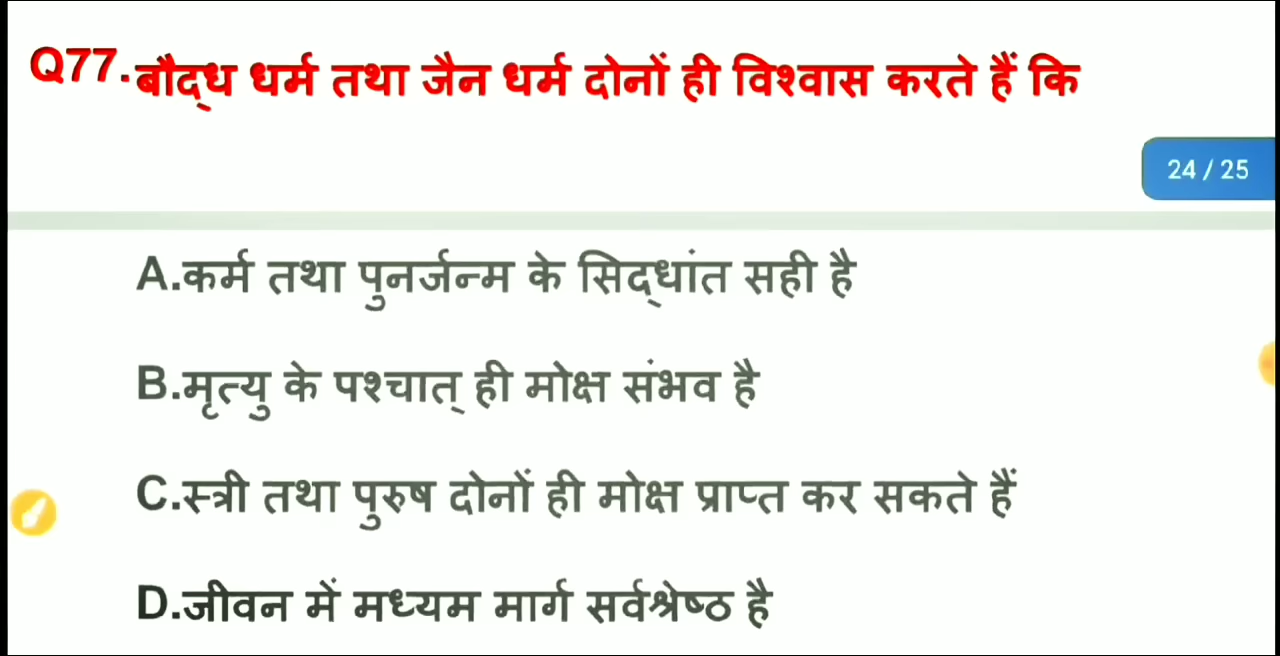 Q77.बौद्ध धर्म तथा जैन धर्म दोनों ही विश्वास करते हैं कि
24 / 25
A.कर्म तथा पुनर्जन्म के सिद्धांत सही है
B.मृत्यु के पश्चात् ही मोक्ष संभव है
C.स्त्री तथा पुरुष दोनों ही मोक्ष प्राप्त कर सकते हैं
D.जीवन में मध्यम मार्ग सर्वश्रेष्ठ है